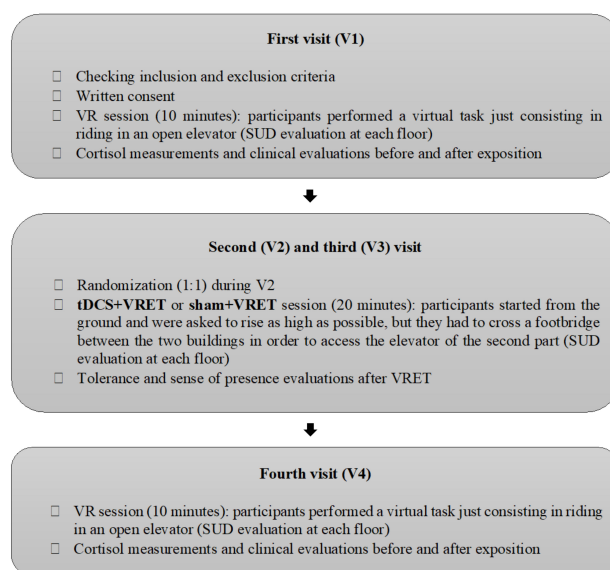 First visit (V1)
☐ Checking inclusion and exclusion criteria
☐ Written consent
☐ VR session (10 minutes): participants performed a virtual task just consisting in
riding in an open elevator (SUD evaluation at each floor)
☐ Cortisol measurements and clinical evaluations before and after exposition
Second (V2) and third (V3) visit
☐ Randomization (1:1) during V2
☐ tDCS+VRET or sham+VRET session (20 minutes): participants started from the
ground and were asked to rise as high as possible, but they had to cross a footbridge
between the two buildings in order to access the elevator of the second part (SUD
evaluation at each floor)
☐ Tolerance and sense of presence evaluations after VRET
Fourth visit (V4)
☐ VR session (10 minutes): participants performed a virtual task just consisting in riding
in an open elevator (SUD evaluation at each floor)
☐ Cortisol measurements and clinical evaluations before and after exposition